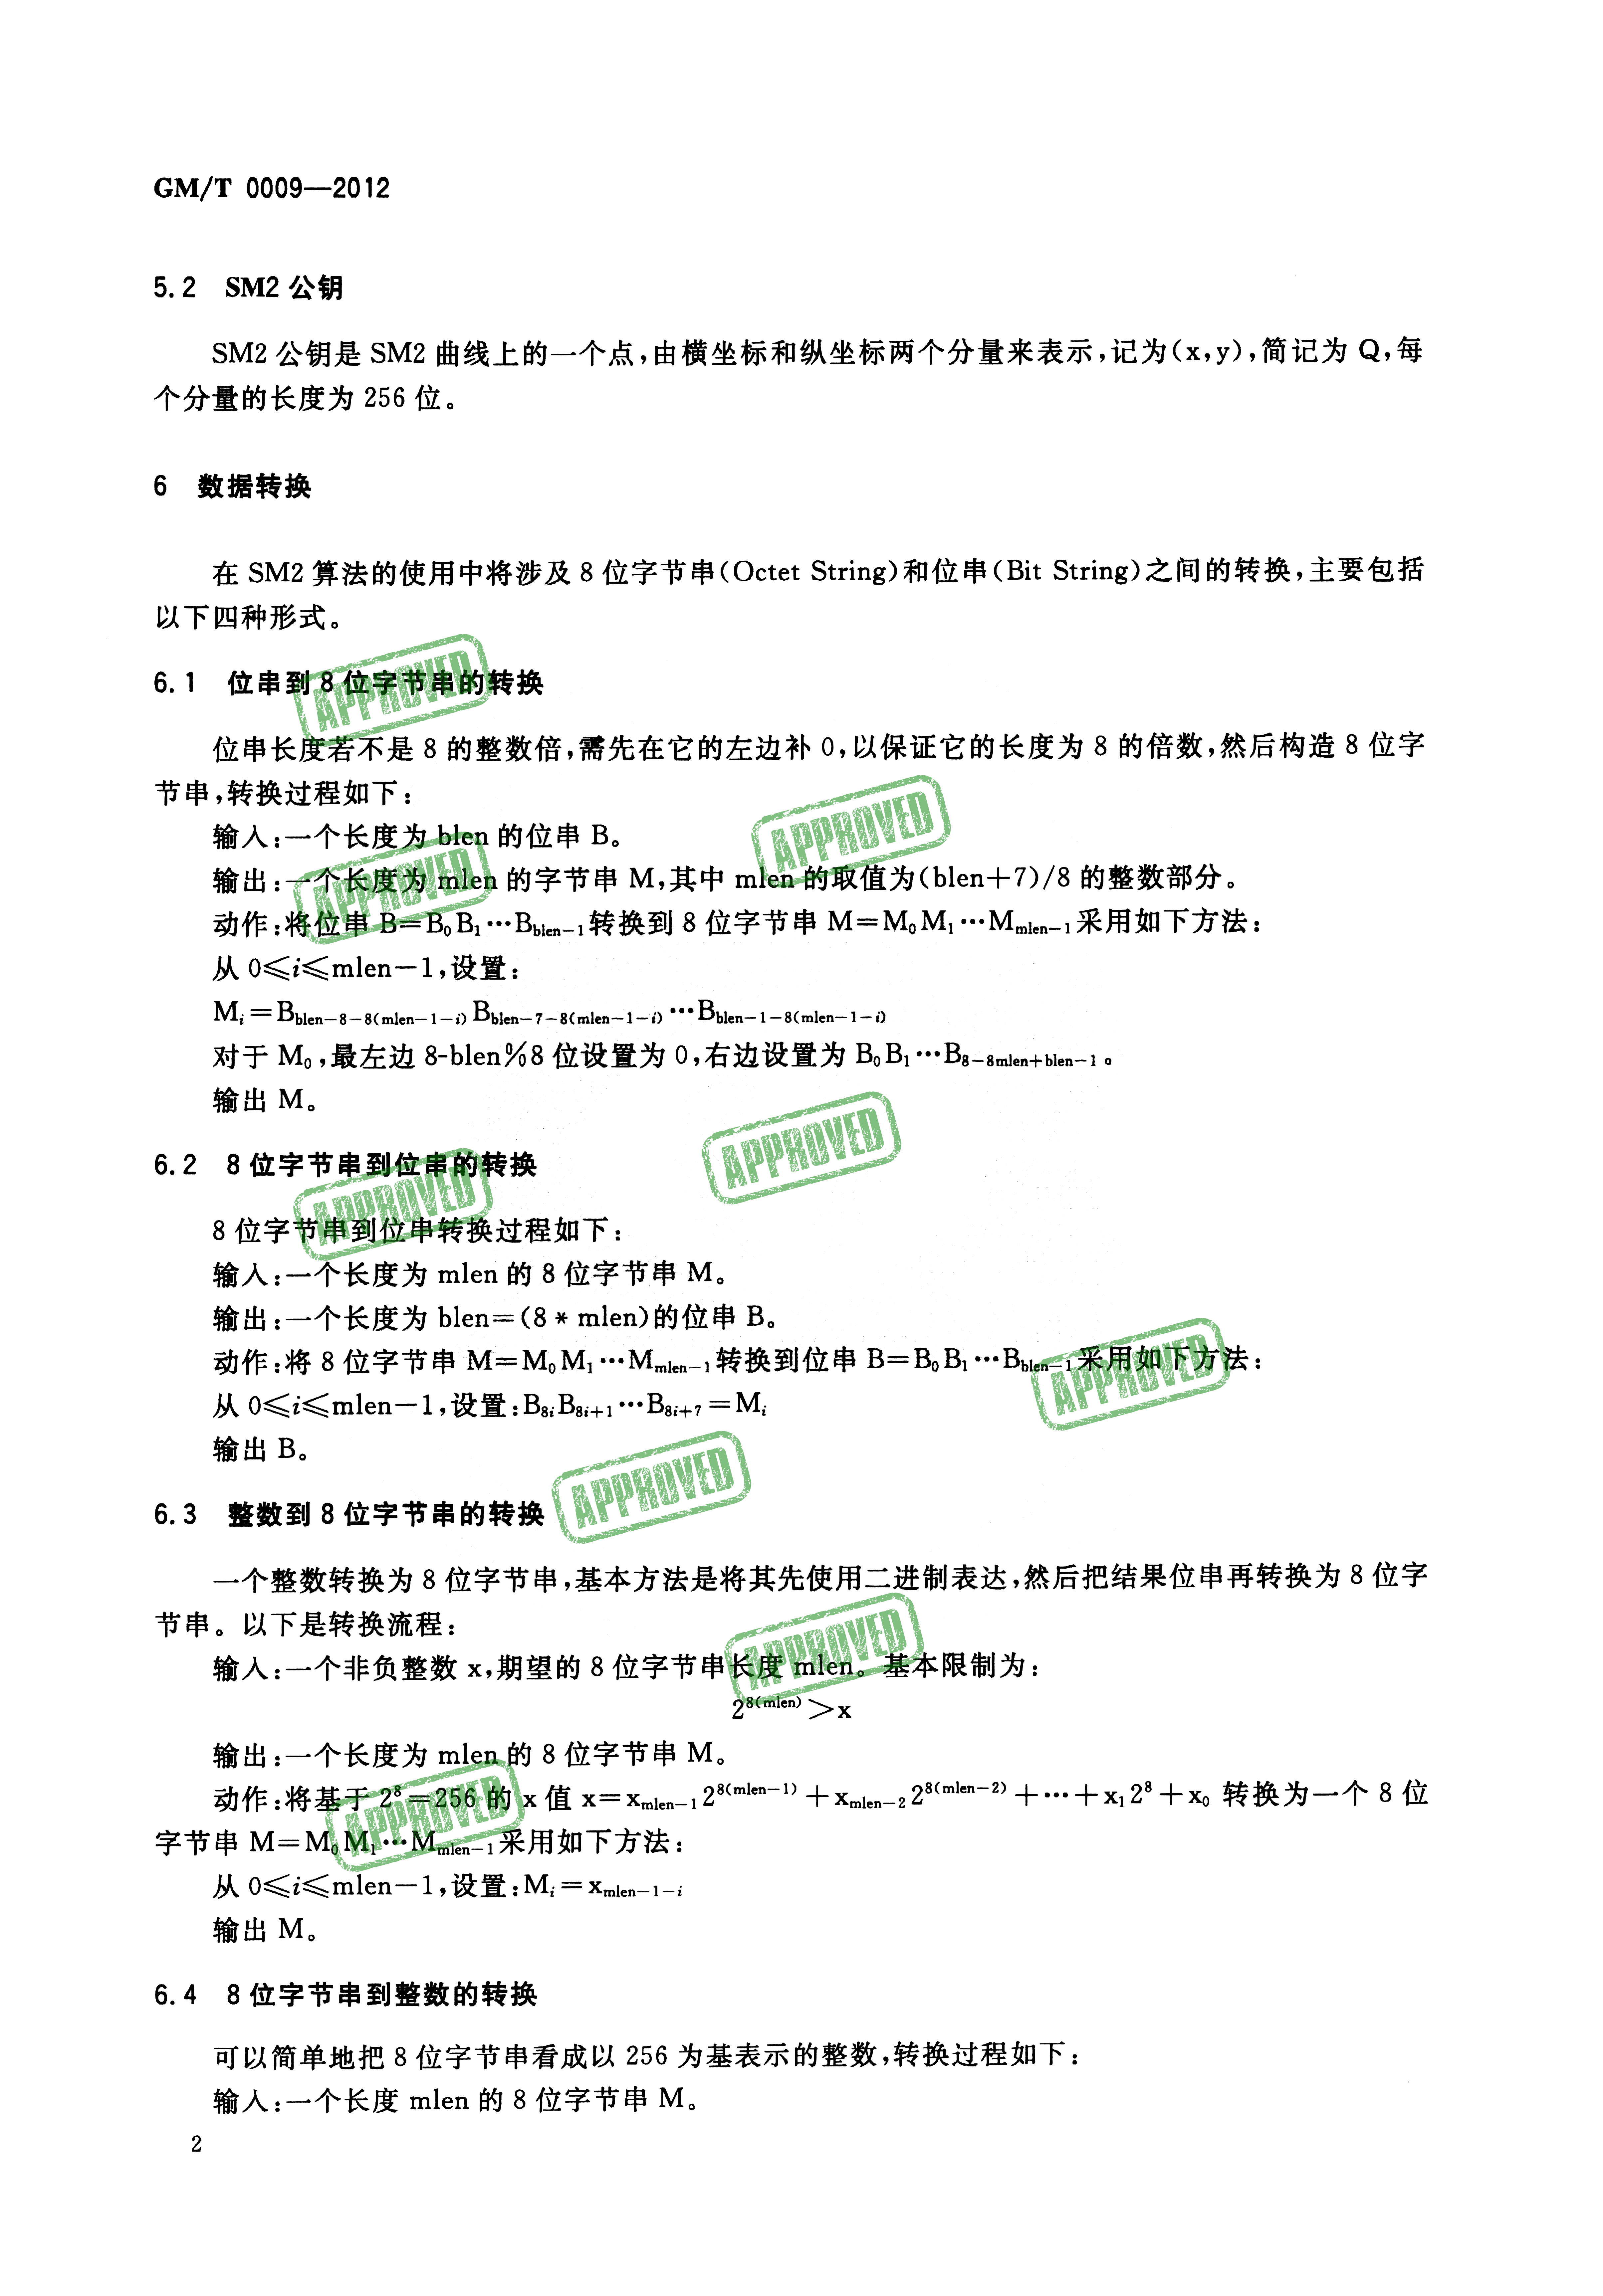 GM/T 0009—2012
5.2 SM2 公钥
SM2 公钥是 SM2 曲线上的一个点,由横坐标和纵坐标两个分量来表示,记为(x,y),简记为 Q,每
个分量的长度为 256 位。
6 数据转换
在 SM2 算法的使用中将涉及 8 位字节串(Octet String)和位串(Bit String)之间的转换,主要包括
以下四种形式。
6.1 位串到 8 位字节串的转换
位串长度若不是 8 的整数倍,需先在它的左边补 0,以保证它的长度为 8 的倍数,然后构造 8 位字
节串,转换过程如下:
输入:一个长度为 blen 的位串 B。
输出:一个长度为 mlen 的字节串 M,其中 mlen 的取值为(blen+7)/8 的整数部分。
动作:将位串 B=B₀B₁…B_{blen-1}转换到 8 位字节串 M=M₀M₁…M_{mlen-1}采用如下方法:
从 0≤i≤mlen-1,设置:
M_i=B_{blen-8-8(mlen-1-i)}B_{blen-7-8(mlen-1-i)}…B_{blen-1-8(mlen-1-i)}
对于 M₀,最左边 8-blen%8 位设置为 0,右边设置为 B₀B₁…B_{8-8mlen+blen-1}。
输出 M。
6.2 8 位字节串到位串的转换
8 位字节串到位串转换过程如下:
输入:一个长度为 mlen 的 8 位字节串 M。
输出:一个长度为 blen=(8 * mlen)的位串 B。
动作:将 8 位字节串 M=M₀M₁…M_{mlen-1}转换到位串 B=B₀B₁…B_{blen-1}采用如下方法:
从 0≤i≤mlen-1,设置:B_{8i}B_{8i+1}…B_{8i+7}=M_i
输出 B。
6.3 整数到 8 位字节串的转换
一个整数转换为 8 位字节串,基本方法是将其先使用二进制表达,然后把结果位串再转换为 8 位字
节串。以下是转换流程:
输入:一个非负整数 x,期望的 8 位字节串长度 mlen。基本限制为:
2^{8(mlen)}>x
输出:一个长度为 mlen 的 8 位字节串 M。
动作:将基于 2⁸=256 的 x 值 x=x_{mlen-1}2^{8(mlen-1)}+x_{mlen-2}2^{8(mlen-2)}+…+x₁2⁸+x₀ 转换为一个 8 位
字节串 M=M₀M₁…M_{mlen-1}采用如下方法:
从 0≤i≤mlen-1,设置:M_i=x_{mlen-1-i}
输出 M。
6.4 8 位字节串到整数的转换
可以简单地把 8 位字节串看成以 256 为基表示的整数,转换过程如下:
输入:一个长度 mlen 的 8 位字节串 M。
2
APPROVED
APPROVED
APPROVED
APPROVED
APPROVED
APPROVED
APPROVED
APPROVED
APPROVED